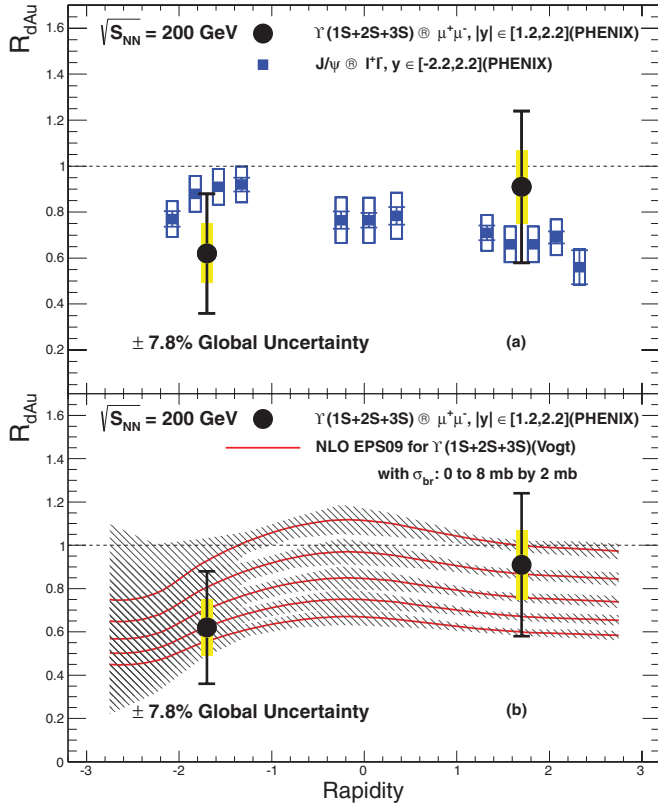 R_dAu
√S_NN = 200 GeV
ϒ(1S+2S+3S) ® μ⁺μ⁻, |y| ∈ [1.2,2.2](PHENIX)
J/ψ ® l⁺l⁻, y ∈ [-2.2,2.2](PHENIX)
1.6
1.4
1.2
1
0.8
0.6
0.4
0.2
± 7.8% Global Uncertainty
(a)
R_dAu
√S_NN = 200 GeV
ϒ(1S+2S+3S) ® μ⁺μ⁻, |y| ∈ [1.2,2.2](PHENIX)
NLO EPS09 for ϒ(1S+2S+3S)(Vogt)
with σ_br: 0 to 8 mb by 2 mb
1.6
1.4
1.2
1
0.8
0.6
0.4
0.2
0
± 7.8% Global Uncertainty
(b)
-3 -2 -1 0 1 2 3
Rapidity